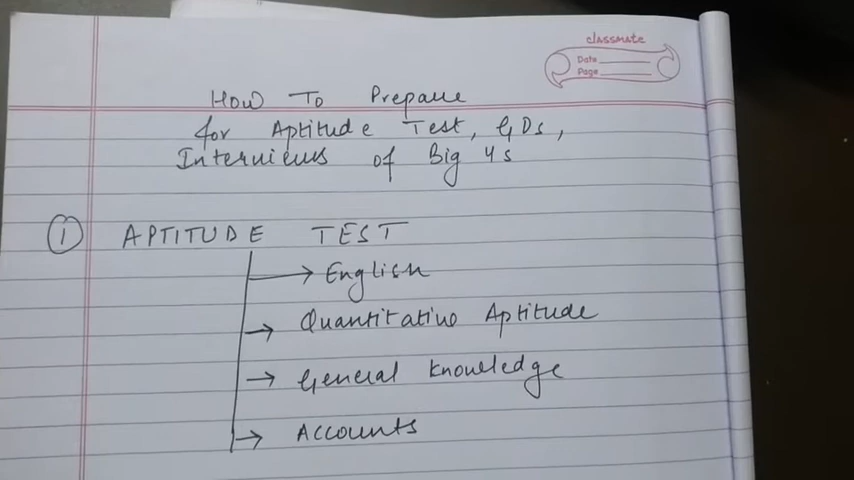 classmate
Date
Page
How To Prepare
for Aptitude Test, GDs,
Interviews of Big 4s
1 APTITUDE TEST
→ English
→ Quantitative Aptitude
→ General Knowledge
→ Accounts